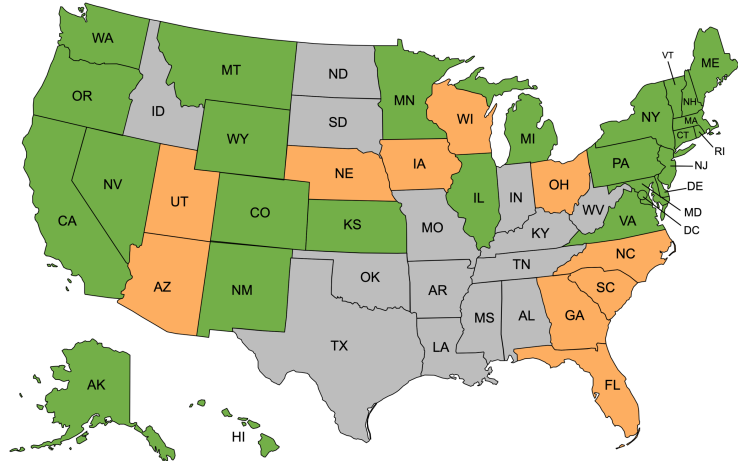 WA
MT
ND
ME
VT
OR
ID
MN
SD
WI
NH
NY
MA
WY
MI
CT
RI
IA
PA
NJ
NE
NV
OH
DE
UT
IL
IN
MD
CO
WV
VA
DC
CA
KS
MO
KY
NC
TN
OK
AZ
NM
AR
SC
MS
AL
GA
TX
LA
AK
FL
HI